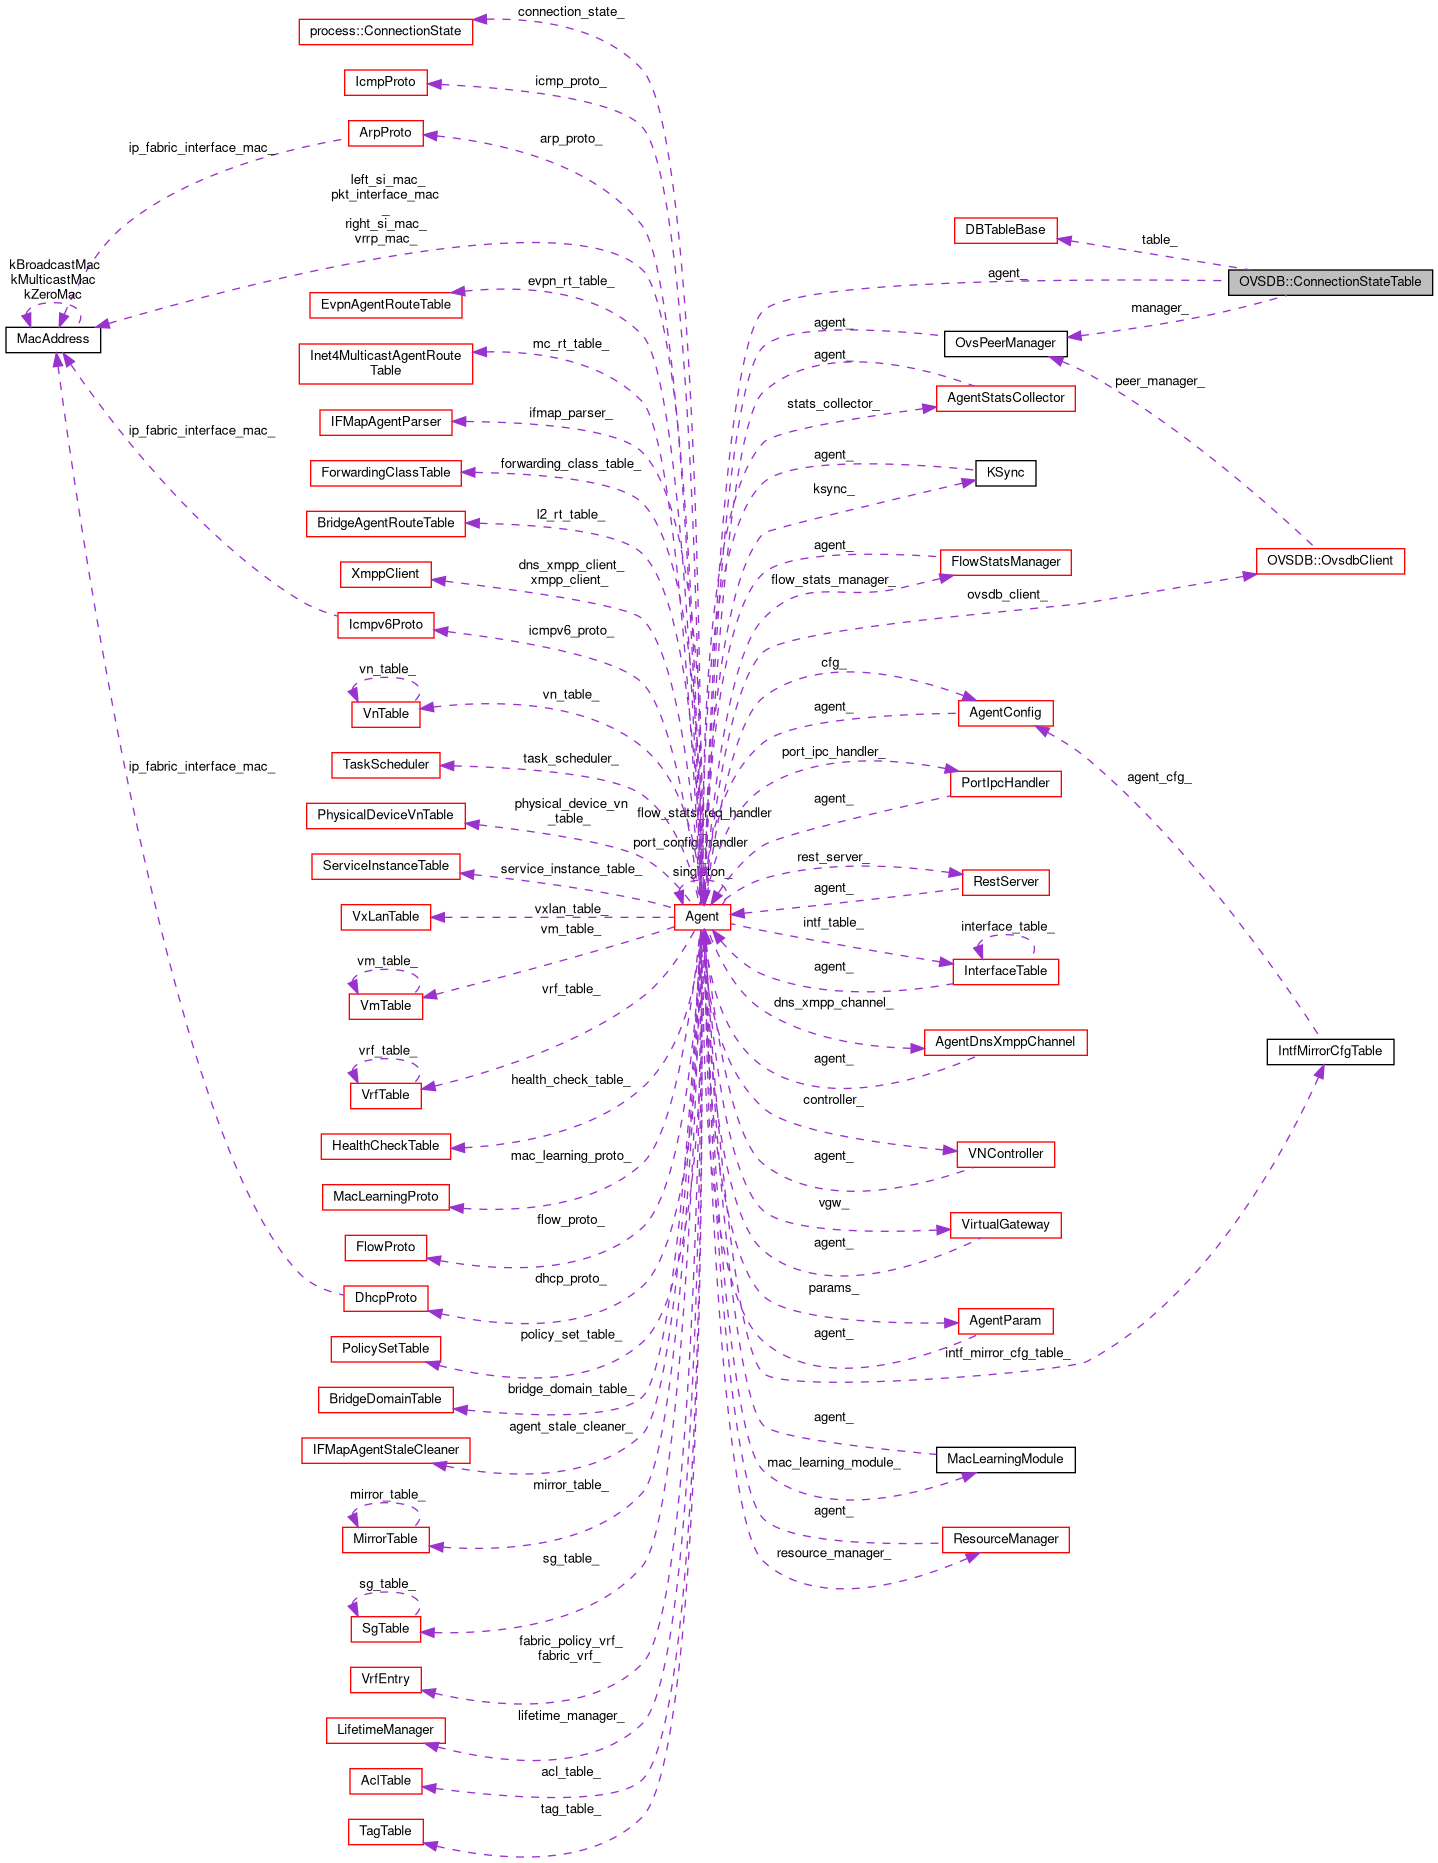 connection_state_
process::ConnectionState
icmp_proto_
IcmpProto
arp_proto_
ArpProto
ip_fabric_interface_mac_
left_si_mac_
pkt_interface_mac
_
right_si_mac_
vrrp_mac_
kBroadcastMac
kMulticastMac
kZeroMac
MacAddress
evpn_rt_table_
EvpnAgentRouteTable
mc_rt_table_
Inet4MulticastAgentRoute
Table
ifmap_parser_
IFMapAgentParser
ip_fabric_interface_mac_
forwarding_class_table_
ForwardingClassTable
l2_rt_table_
BridgeAgentRouteTable
dns_xmpp_client_
xmpp_client_
XmppClient
icmpv6_proto_
Icmpv6Proto
vn_table_
vn_table_
VnTable
task_scheduler_
TaskScheduler
ip_fabric_interface_mac_
physical_device_vn
_table_
PhysicalDeviceVnTable
service_instance_table_
ServiceInstanceTable
vxlan_table_
VxLanTable
vm_table_
vm_table_
VmTable
vrf_table_
vrf_table_
VrfTable
health_check_table_
HealthCheckTable
mac_learning_proto_
MacLearningProto
flow_proto_
FlowProto
dhcp_proto_
DhcpProto
policy_set_table_
PolicySetTable
bridge_domain_table_
BridgeDomainTable
agent_stale_cleaner_
IFMapAgentStaleCleaner
mirror_table_
mirror_table_
MirrorTable
sg_table_
sg_table_
SgTable
fabric_policy_vrf_
fabric_vrf_
VrfEntry
lifetime_manager_
LifetimeManager
acl_table_
AclTable
tag_table_
TagTable
flow_stats_req_handler
_
port_config_handler
_
singleton_
Agent
DBTableBase
table_
agent_
OVSDB::ConnectionStateTable
manager_
agent_
OvsPeerManager
agent_
peer_manager_
stats_collector_
AgentStatsCollector
agent_
KSync
ksync_
agent_
FlowStatsManager
flow_stats_manager_
OVSDB::OvsdbClient
ovsdb_client_
cfg_
agent_
AgentConfig
port_ipc_handler_
agent_cfg_
PortIpcHandler
agent_
rest_server_
RestServer
agent_
intf_table_
interface_table_
InterfaceTable
agent_
dns_xmpp_channel_
AgentDnsXmppChannel
agent_
IntfMirrorCfgTable
controller_
VNController
agent_
vgw_
VirtualGateway
agent_
params_
AgentParam
agent_
intf_mirror_cfg_table_
agent_
MacLearningModule
mac_learning_module_
agent_
ResourceManager
resource_manager_